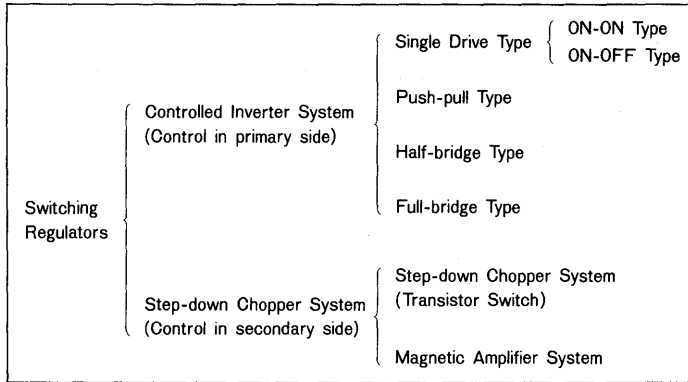 Switching
Regulators
Controlled Inverter System
(Control in primary side)
Single Drive Type
ON-ON Type
ON-OFF Type
Push-pull Type
Half-bridge Type
Full-bridge Type
Step-down Chopper System
(Control in secondary side)
Step-down Chopper System
(Transistor Switch)
Magnetic Amplifier System